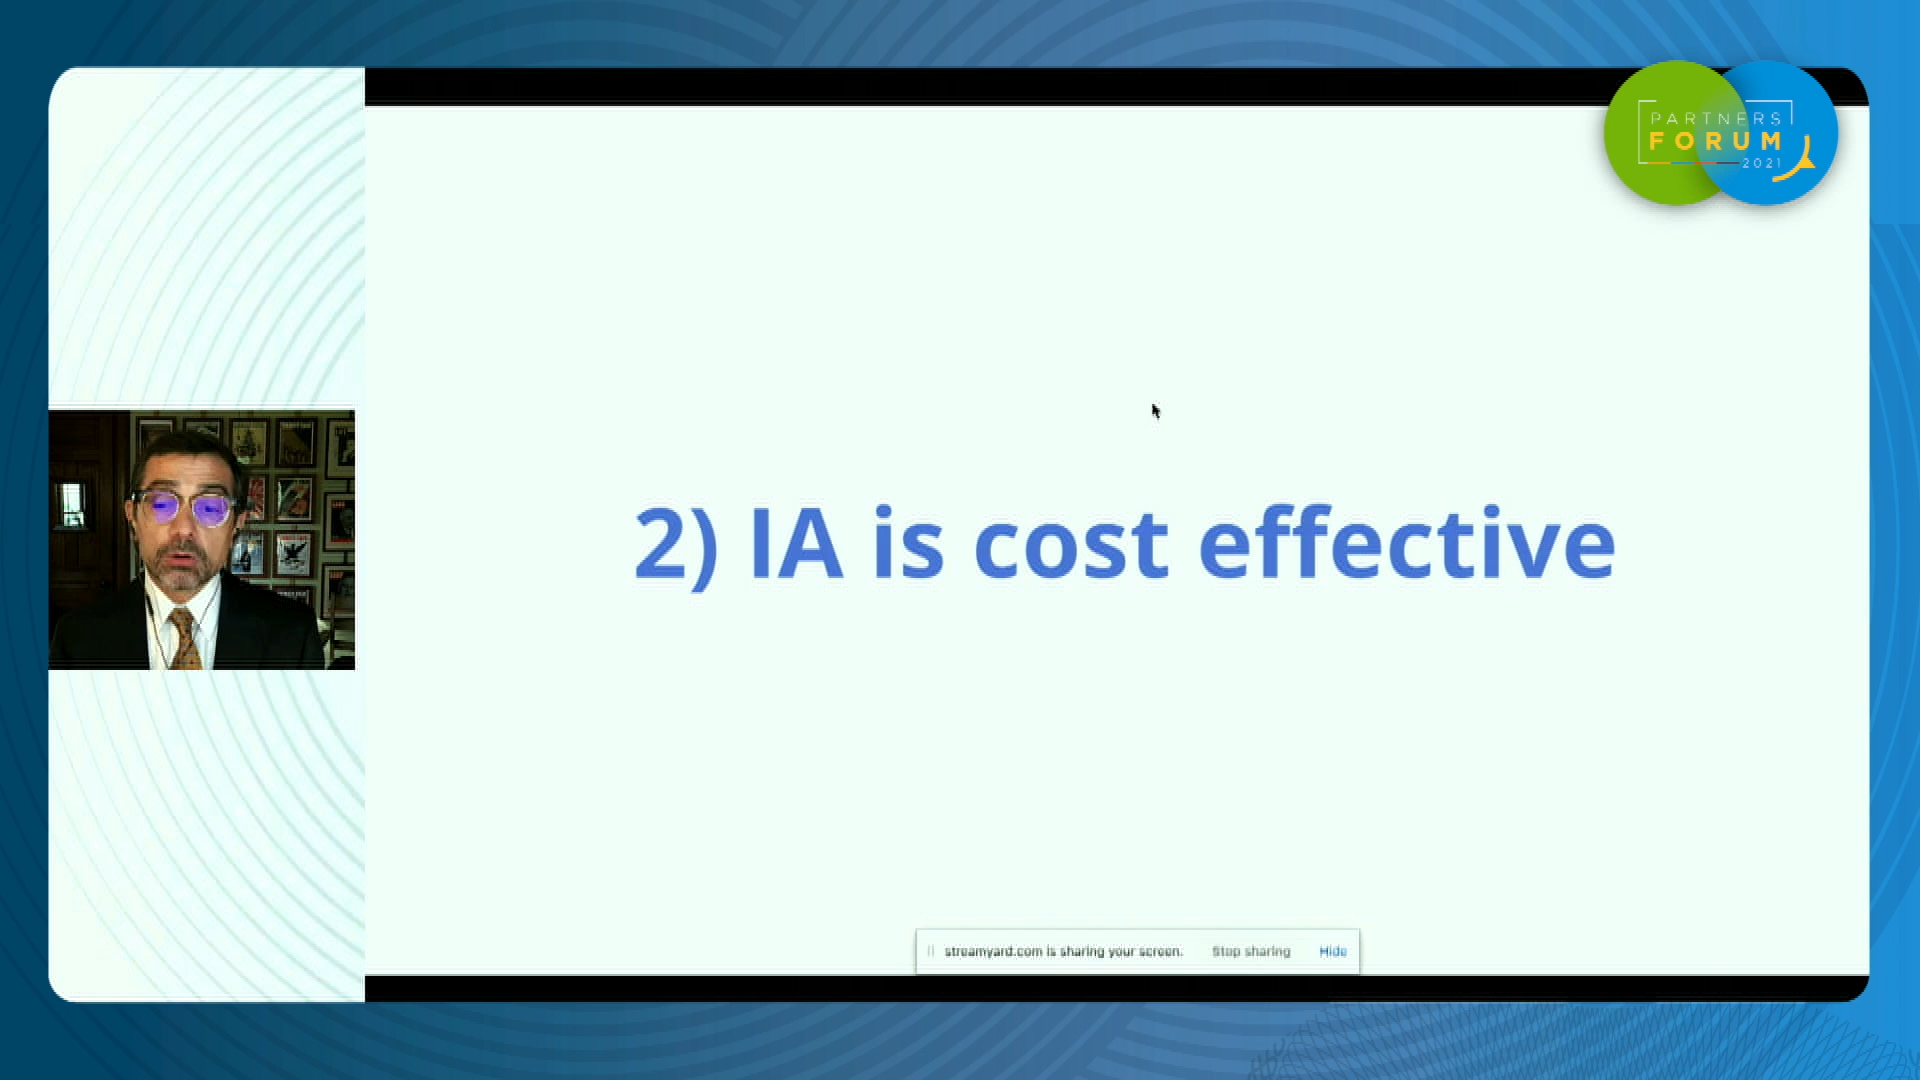 PARTNERS
FORUM
2021
2) IA is cost effective
streamyard.com is sharing your screen. Stop sharing Hide